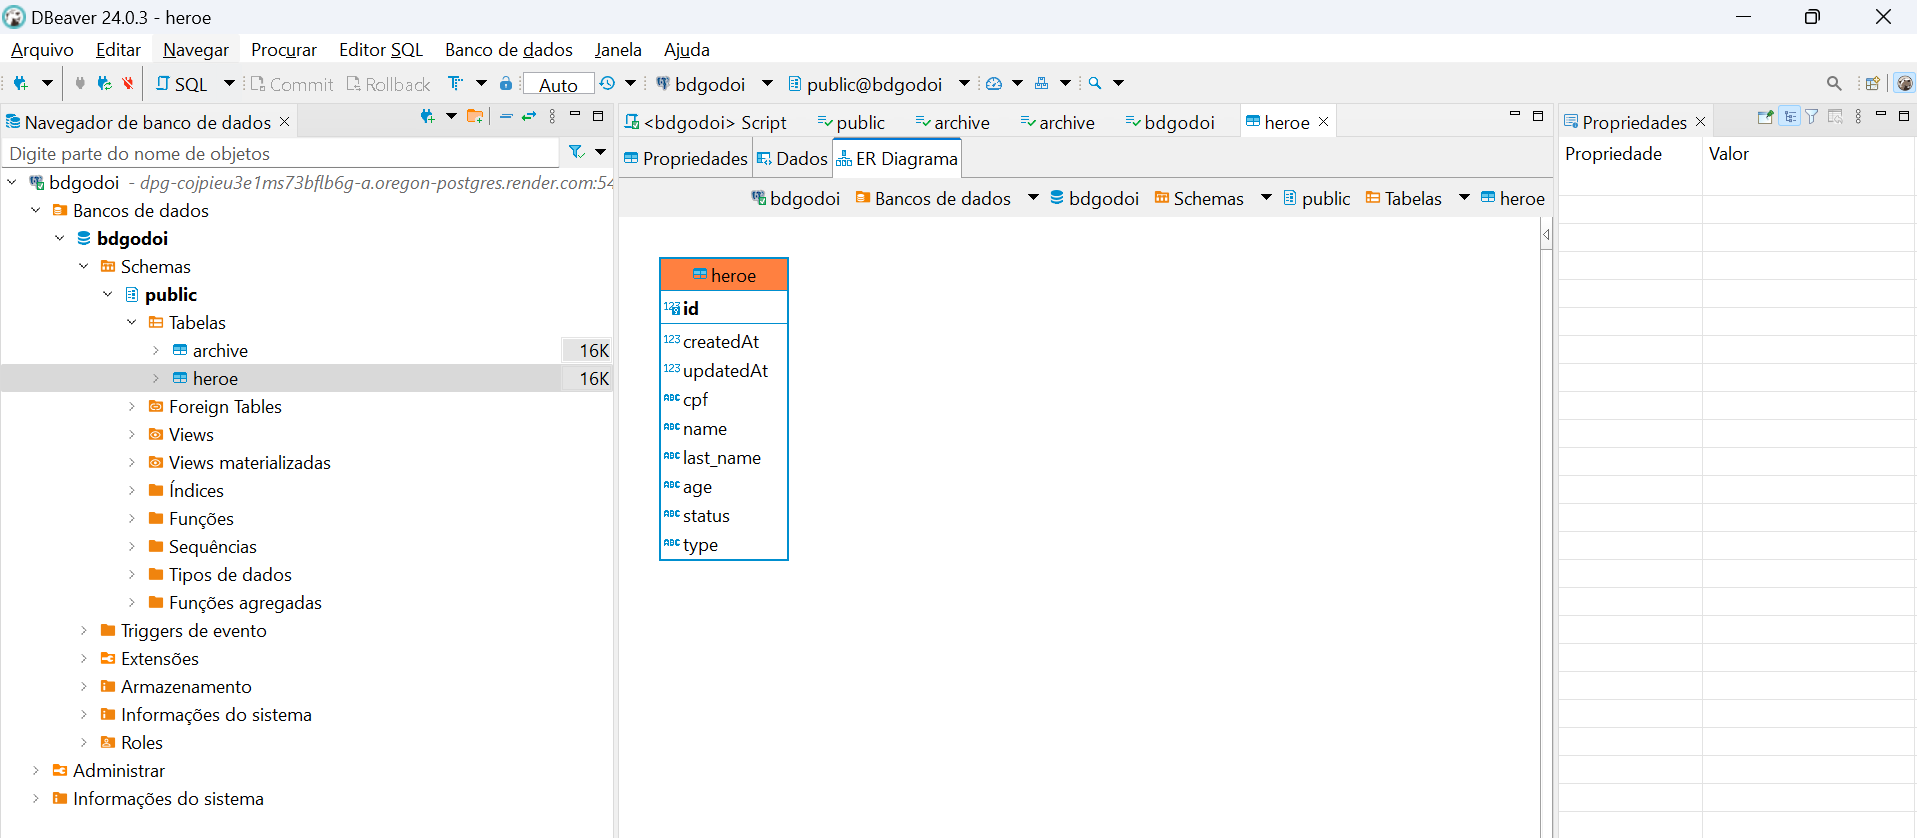 DBeaver 24.0.3 - heroe
Arquivo Editar Navegar Procurar Editor SQL Banco de dados Janela Ajuda
SQL Commit Rollback Auto bdgodoi public@bdgodoi
Navegador de banco de dados
Digite parte do nome de objetos
bdgodoi - dpg-cojpieu3e1ms73bflb6g-a.oregon-postgres.render.com:54
Bancos de dados
bdgodoi
Schemas
public
Tabelas
archive 16K
heroe 16K
Foreign Tables
Views
Views materializadas
Índices
Funções
Sequências
Tipos de dados
Funções agregadas
Triggers de evento
Extensões
Armazenamento
Informações do sistema
Roles
Administrar
Informações do sistema
<bdgodoi> Script public archive archive bdgodoi heroe
Propriedades Dados ER Diagrama
bdgodoi Bancos de dados bdgodoi Schemas public Tabelas heroe
heroe
123 id
123 createdAt
123 updatedAt
ABC cpf
ABC name
ABC last_name
ABC age
ABC status
ABC type
Propriedades
Propriedade Valor